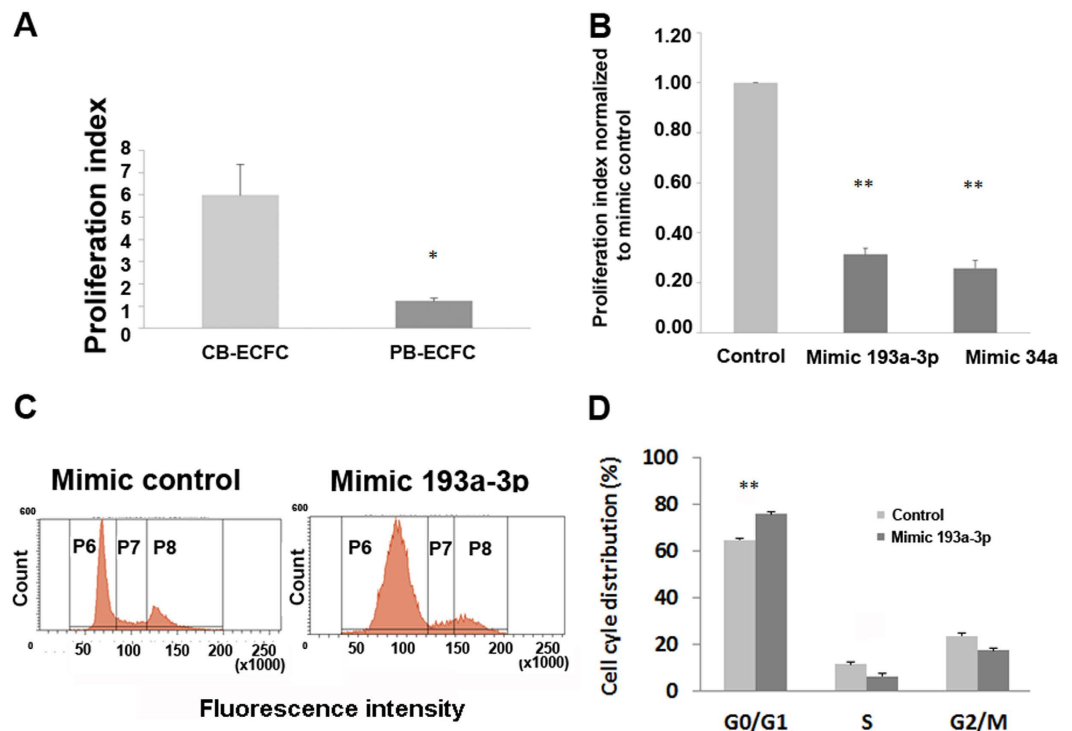 A
Proliferation index
8
7
6
5
4
3
2
1
0
*
CB-ECFC
PB-ECFC
B
Proliferation index normalized
to mimic control
1.20
1.00
0.80
0.60
0.40
0.20
0.00
**
**
Control
Mimic 193a-3p
Mimic 34a
C
Mimic control
600
Count
P6
P7
P8
0
50
100
150
200
250
(x1000)
Mimic 193a-3p
600
Count
P6
P7
P8
0
50
100
150
200
250
(x1000)
Fluorescence intensity
D
Cell cyle distribution (%)
100
80
60
40
20
0
**
Control
Mimic 193a-3p
G0/G1
S
G2/M